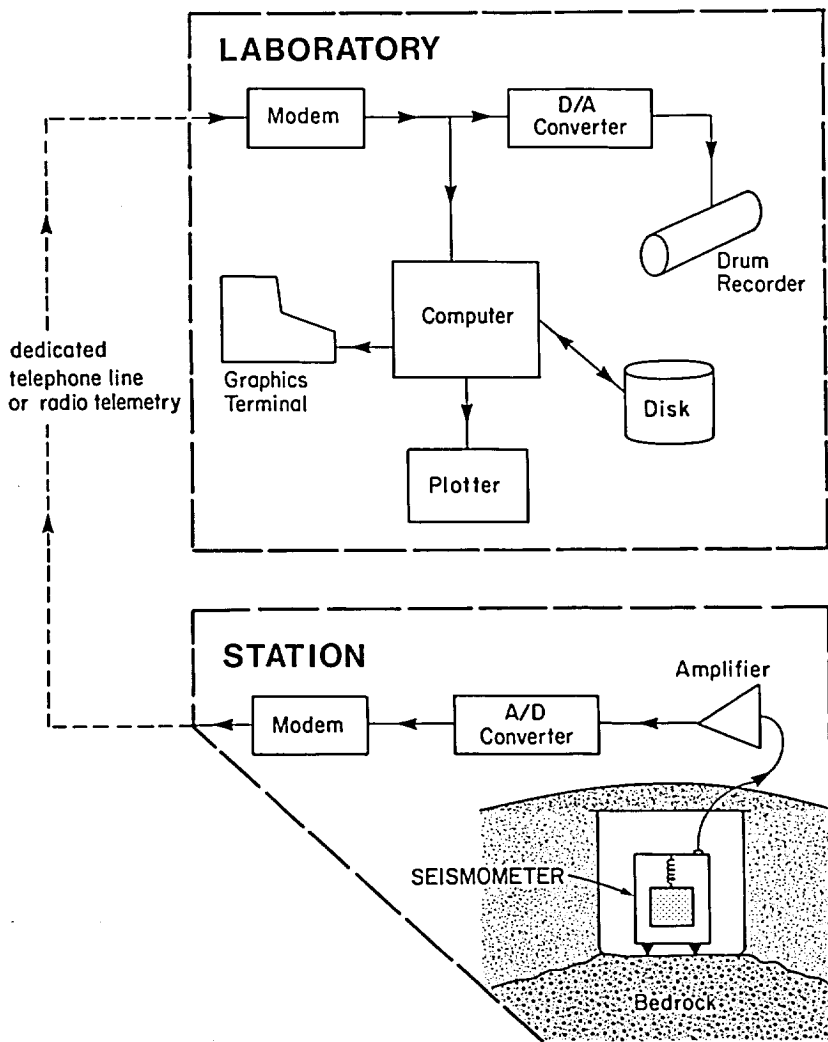 LABORATORY
Modem
D/A
Converter
Drum
Recorder
Computer
Graphics
Terminal
Disk
Plotter
dedicated
telephone line
or radio telemetry
STATION
Amplifier
Modem
A/D
Converter
SEISMOMETER
Bedrock